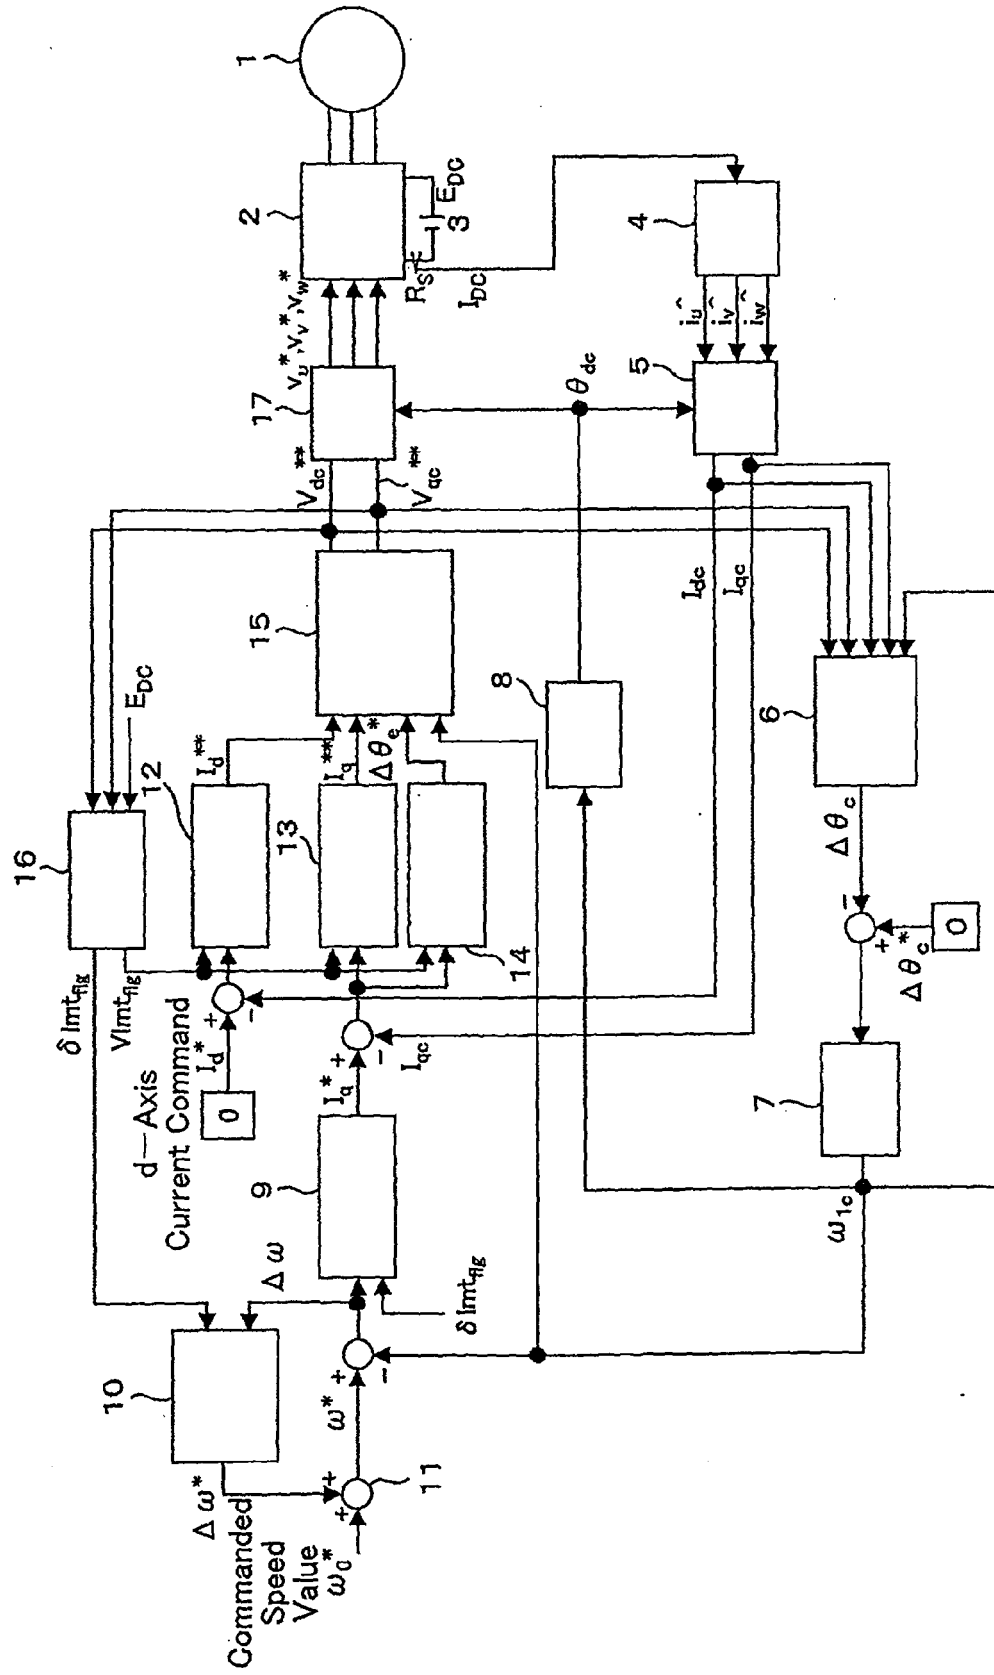 1
2
E_DC
3
R_S
I_DC
4
i_u^
i_v^
i_w^
5
θ_dc
V_u*, V_v*, V_w*
17
V_dc**
V_qc**
15
E_DC
16
δlmt_flg
Vlmt_flg
12
I_d**
13
I_q**
Δθ_e*
14
8
I_dc
I_qc
6
Δθ_c
−
+
Δθ_c*
0
7
ω_1c
d−Axis
Current Command
I_d*
0
+
−
I_q*
+
−
I_qc
9
Δω
δlmt_flg
10
Δω*
ω*
+
−
+
+
11
Commanded
Speed
Value
ω_0*